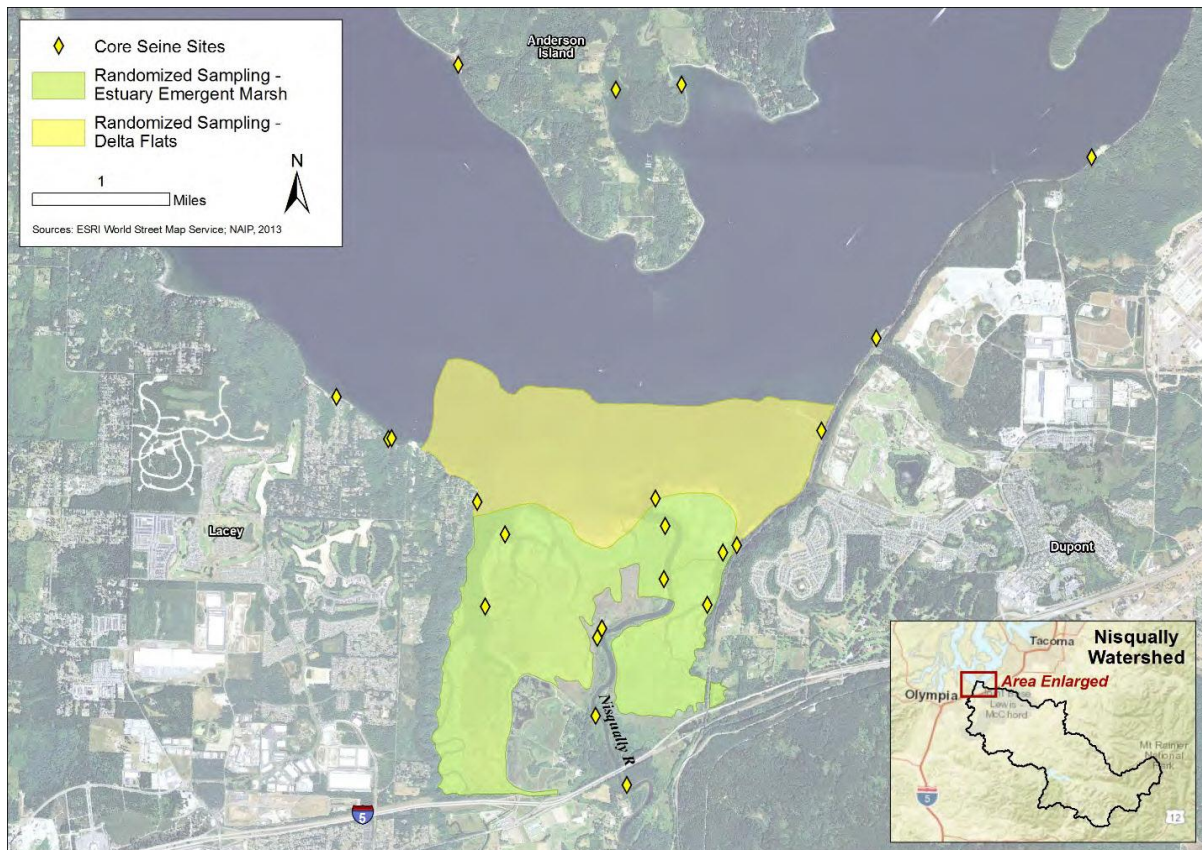 Core Seine Sites
Randomized Sampling -
Estuary Emergent Marsh
Randomized Sampling -
Delta Flats
N
1
Miles
Sources: ESRI World Street Map Service; NAIP, 2013
Anderson
Island
Lacey
Dupont
Nisqually R
5
Nisqually
Watershed
Tacoma
Area Enlarged
Olympia
Lewis
McChord
Mt Rainier
National
Park
5
12